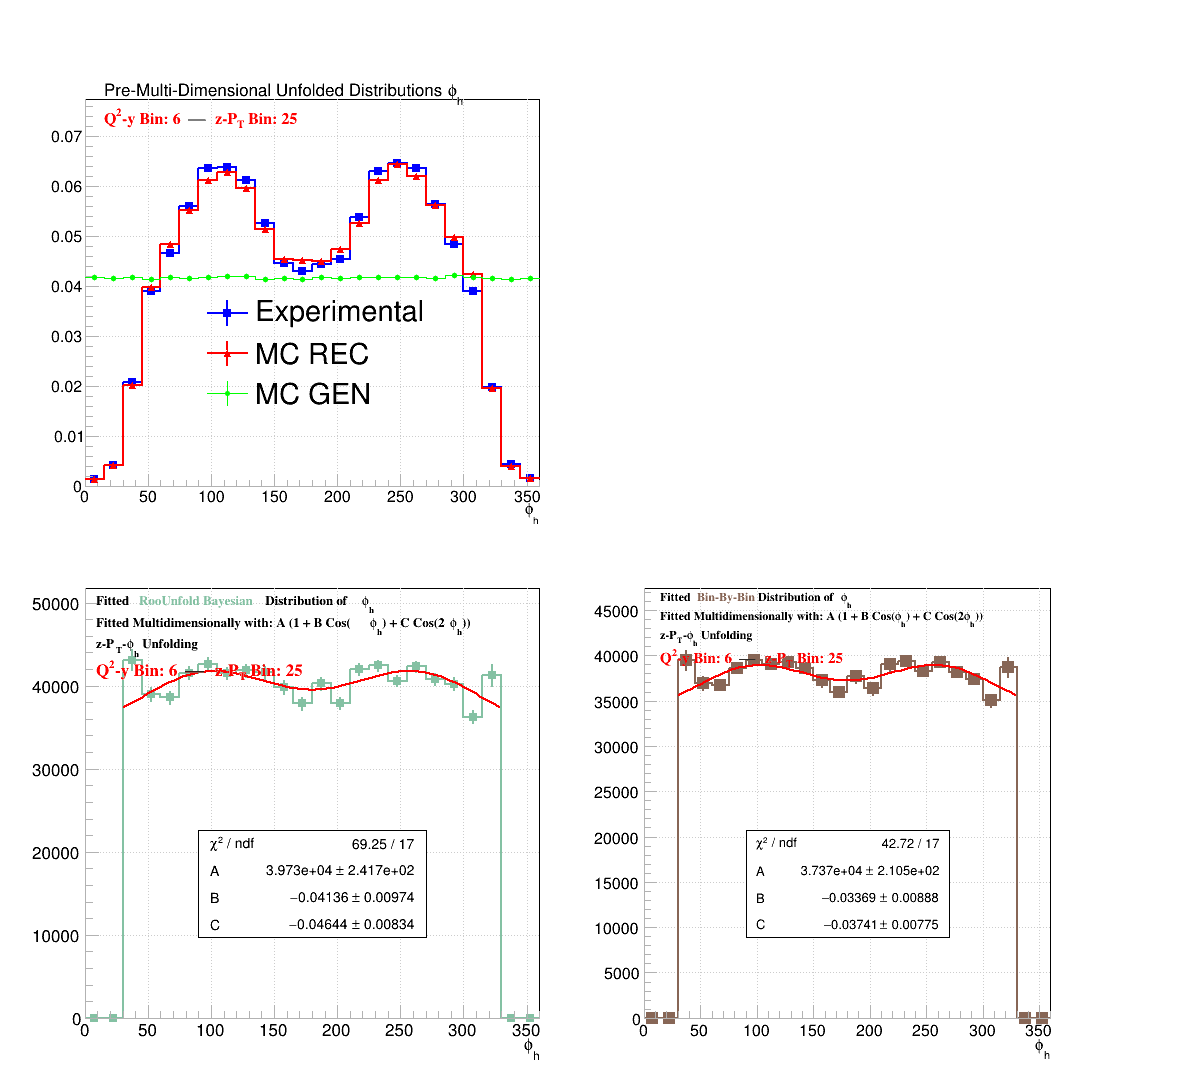 Pre-Multi-Dimensional Unfolded Distributions ϕh
Q²-y Bin: 6 — z-PT Bin: 25
0.07
0.06
0.05
0.04
0.03
0.02
0.01
0
Experimental
MC REC
MC GEN
0 50 100 150 200 250 300 350
ϕh
Fitted RooUnfold Bayesian Distribution of ϕh
Fitted Multidimensionally with: A (1 + B Cos( ϕh) + C Cos(2 ϕh))
z-PT-ϕh Unfolding
Q²-y Bin: 6 — z-PT Bin: 25
50000
40000
30000
20000
10000
0
χ² / ndf 69.25 / 17
A 3.973e+04 ± 2.417e+02
B −0.04136 ± 0.00974
C −0.04644 ± 0.00834
0 50 100 150 200 250 300 350
ϕh
Fitted Bin-By-Bin Distribution of ϕh
Fitted Multidimensionally with: A (1 + B Cos(ϕh) + C Cos(2ϕh))
z-PT-ϕh Unfolding
Q²-y Bin: 6 — z-PT Bin: 25
45000
40000
35000
30000
25000
20000
15000
10000
5000
0
χ² / ndf 42.72 / 17
A 3.737e+04 ± 2.105e+02
B −0.03369 ± 0.00888
C −0.03741 ± 0.00775
0 50 100 150 200 250 300 350
ϕh